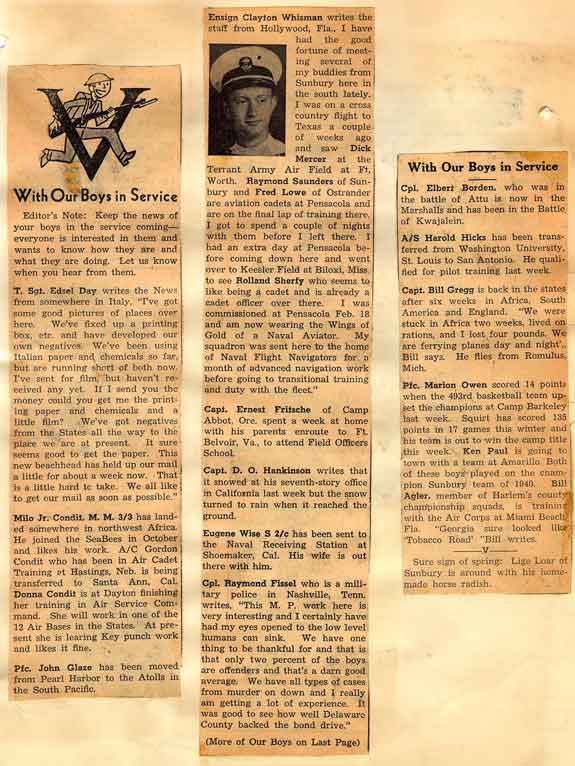 V
With Our Boys in Service
Editor's Note: Keep the news of
your boys in the service coming—
everyone is interested in them and
wants to know how they are and
what they are doing. Let us know
when you hear from them.
T. Sgt. Edsel Day writes the News
from somewhere in Italy. "I've got
some good pictures of places over
here. We've fixed up a printing
box, etc. and have developed our
own negatives. We've been using
Italian paper and chemicals so far,
but are running short of both now.
I've sent for film, but haven't re-
ceived any yet. If I send you the
money could you get me the print-
ing paper and chemicals and a
little film? We've got negatives
from the States all the way to the
place we are at present. It sure
seems good to get the paper. This
new beachhead has held up our mail
a little for about a week now. That
is a little hard to take. We all like
to get our mail as soon as possible."
Milo Jr. Condit, M. M. 3/3 has land-
ed somewhere in northwest Africa.
He joined the SeaBees in October
and likes his work. A/C Gordon
Condit who has been in Air Cadet
Training at Hastings, Neb. is being
transferred to Santa Ann, Cal.
Donna Condit is at Dayton finishing
her training in Air Service Com-
mand. She will work in one of the
12 Air Bases in the States. At pre-
sent she is learing Key punch work
and likes it fine.
Pfc. John Glaze has been moved
from Pearl Harbor to the Atolls in
the South Pacific.
Ensign Clayton Whisman writes the
staff from Hollywood, Fla., I have
had the good
fortune of meet-
ing several of
my buddies from
Sunbury here in
the south lately.
I was on a cross
country flight to
Texas a couple
of weeks ago
and saw Dick
Mercer at the
Terrant Army Air Field at Ft.
Worth. Raymond Saunders of Sun-
bury and Fred Lowe of Ostrander
are aviation cadets at Pensacola and
are on the final lap of training there.
I got to spend a couple of nights
with them before I left there. I
had an extra day at Pensacola be-
fore coming down here and went
over to Keesler Field at Biloxi, Miss.
to see Rolland Sherfy who seems to
like being a cadet and is already a
cadet officer over there. I was
commissioned at Pensacola Feb. 18
and am now wearing the Wings of
Gold of a Naval Aviator. My
squadron was sent here to the home
of Naval Flight Navigators for a
month of advanced navigation work
before going to transitional training
and duty with the fleet."
Capt. Ernest Fritsche of Camp
Abbot, Ore. spent a week at home
with his parents enroute to Ft.
Belvoir, Va., to attend Field Officers
School.
Capt. D. O. Hankinson writes that
it snowed at his seventh-story office
in California last week but the snow
turned to rain when it reached the
ground.
Eugene Wise S 2/c has been sent to
the Naval Receiving Station at
Shoemaker, Cal. His wife is out
there with him.
Cpl. Raymond Fissel who is a mili-
tary police in Nashville, Tenn.
writes, "This M. P. work here is
very interesting and I certainly have
had my eyes opened to the low level
humans can sink. We have one
thing to be thankful for and that is
that only two percent of the boys
are offenders and that's a darn good
average. We have all types of cases
from murder on down and I really
am getting a lot of experience. It
was good to see how well Delaware
County backed the bond drive."
(More of Our Boys on Last Page)
With Our Boys in Service
Cpl. Elbert Borden, who was in
the battle of Attu is now in the
Marshalls and has been in the Battle
of Kwajalein.
A/S Harold Hicks has been trans-
ferred from Washington University,
St. Louis to San Antonio. He quali-
fied for pilot training last week.
Capt. Bill Gregg is back in the states
after six weeks in Africa, South
America and England. "We were
stuck in Africa two weeks, lived on
rations, and I lost four pounds. We
are ferrying planes day and night",
Bill says. He flies from Romulus,
Mich.
Pfc. Marion Owen scored 14 points
when the 493rd basketball team up-
set the champions at Camp Barkeley
last week. Squirt has scored 135
points in 17 games this winter and
his team is out to win the camp title
this week. Ken Paul is going to
town with a team at Amarillo. Both
of these boys played on the cham-
pion Sunbury team of 1940. Bill
Agler, member of Harlem's county
championship squads, is training
with the Air Corps at Miami Beach,
Fla. "Georgia sure looked like
'Tobacco Road' "Bill writes.
V
Sure sign of spring: Lige Loar of
Sunbury is around with his home-
made horse radish.